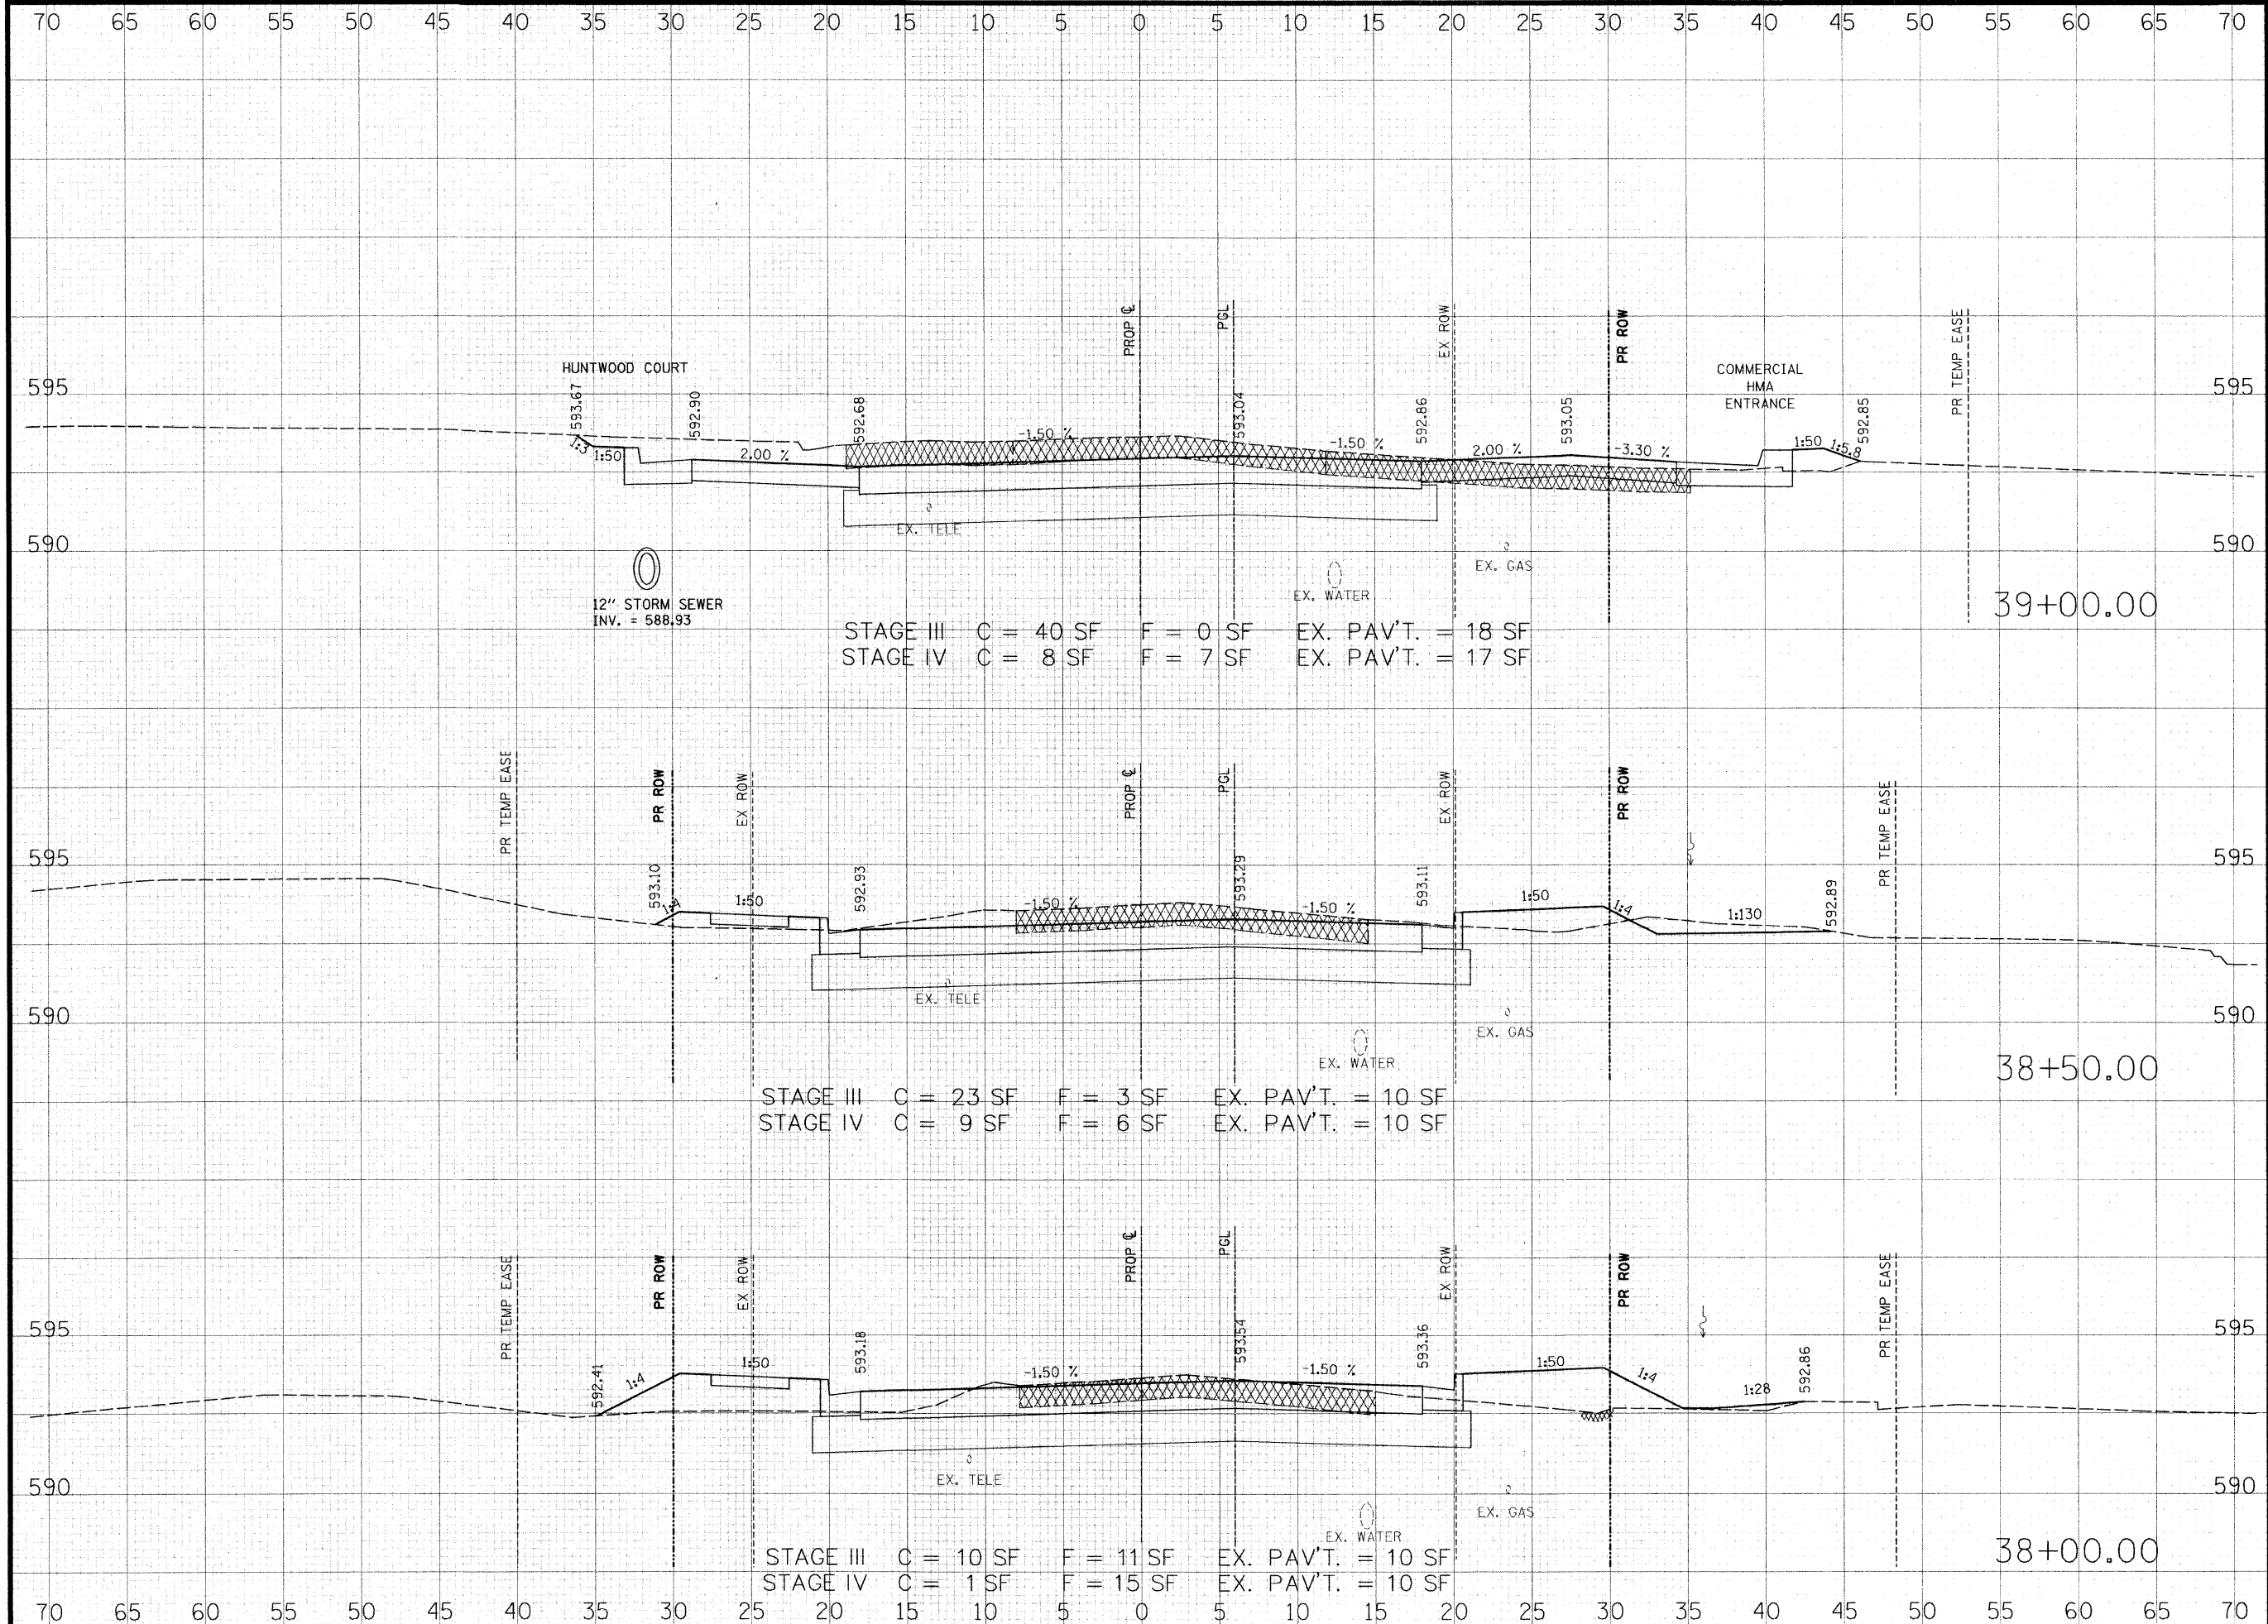 70 65 60 55 50 45 40 35 30 25 20 15 10 5 0 5 10 15 20 25 30 35 40 45 50 55 60 65 70
PROP ℄
PGL
EX ROW
PR ROW
PR TEMP EASE
HUNTWOOD COURT
COMMERCIAL
HMA
ENTRANCE
595
593.67
592.90
592.68
593.04
592.86
593.05
592.85
595
1:3
1:50
2.00 %
-1.50 %
-1.50 %
2.00 %
-3.30 %
1:50
1:5.8
EX. TELE
590
EX. GAS
590
EX. WATER
12" STORM SEWER
INV. = 588.93
39+00.00
STAGE III C = 40 SF F = 0 SF EX. PAV'T. = 18 SF
STAGE IV C = 8 SF F = 7 SF EX. PAV'T. = 17 SF
PR TEMP EASE
PR ROW
EX ROW
PROP ℄
PGL
EX ROW
PR ROW
PR TEMP EASE
595
593.10
592.93
593.29
593.11
592.89
595
1:4
1:50
-1.50 %
-1.50 %
1:50
1:4
1:130
EX. TELE
590
EX. GAS
590
EX. WATER
38+50.00
STAGE III C = 23 SF F = 3 SF EX. PAV'T. = 10 SF
STAGE IV C = 9 SF F = 6 SF EX. PAV'T. = 10 SF
PR TEMP EASE
PR ROW
EX ROW
PROP ℄
PGL
EX ROW
PR ROW
PR TEMP EASE
595
592.41
593.18
593.54
593.36
592.86
595
1:4
1:50
-1.50 %
-1.50 %
1:50
1:4
1:28
EX. TELE
590
EX. GAS
590
EX. WATER
38+00.00
STAGE III C = 10 SF F = 11 SF EX. PAV'T. = 10 SF
STAGE IV C = 1 SF F = 15 SF EX. PAV'T. = 10 SF
70 65 60 55 50 45 40 35 30 25 20 15 10 5 0 5 10 15 20 25 30 35 40 45 50 55 60 65 70